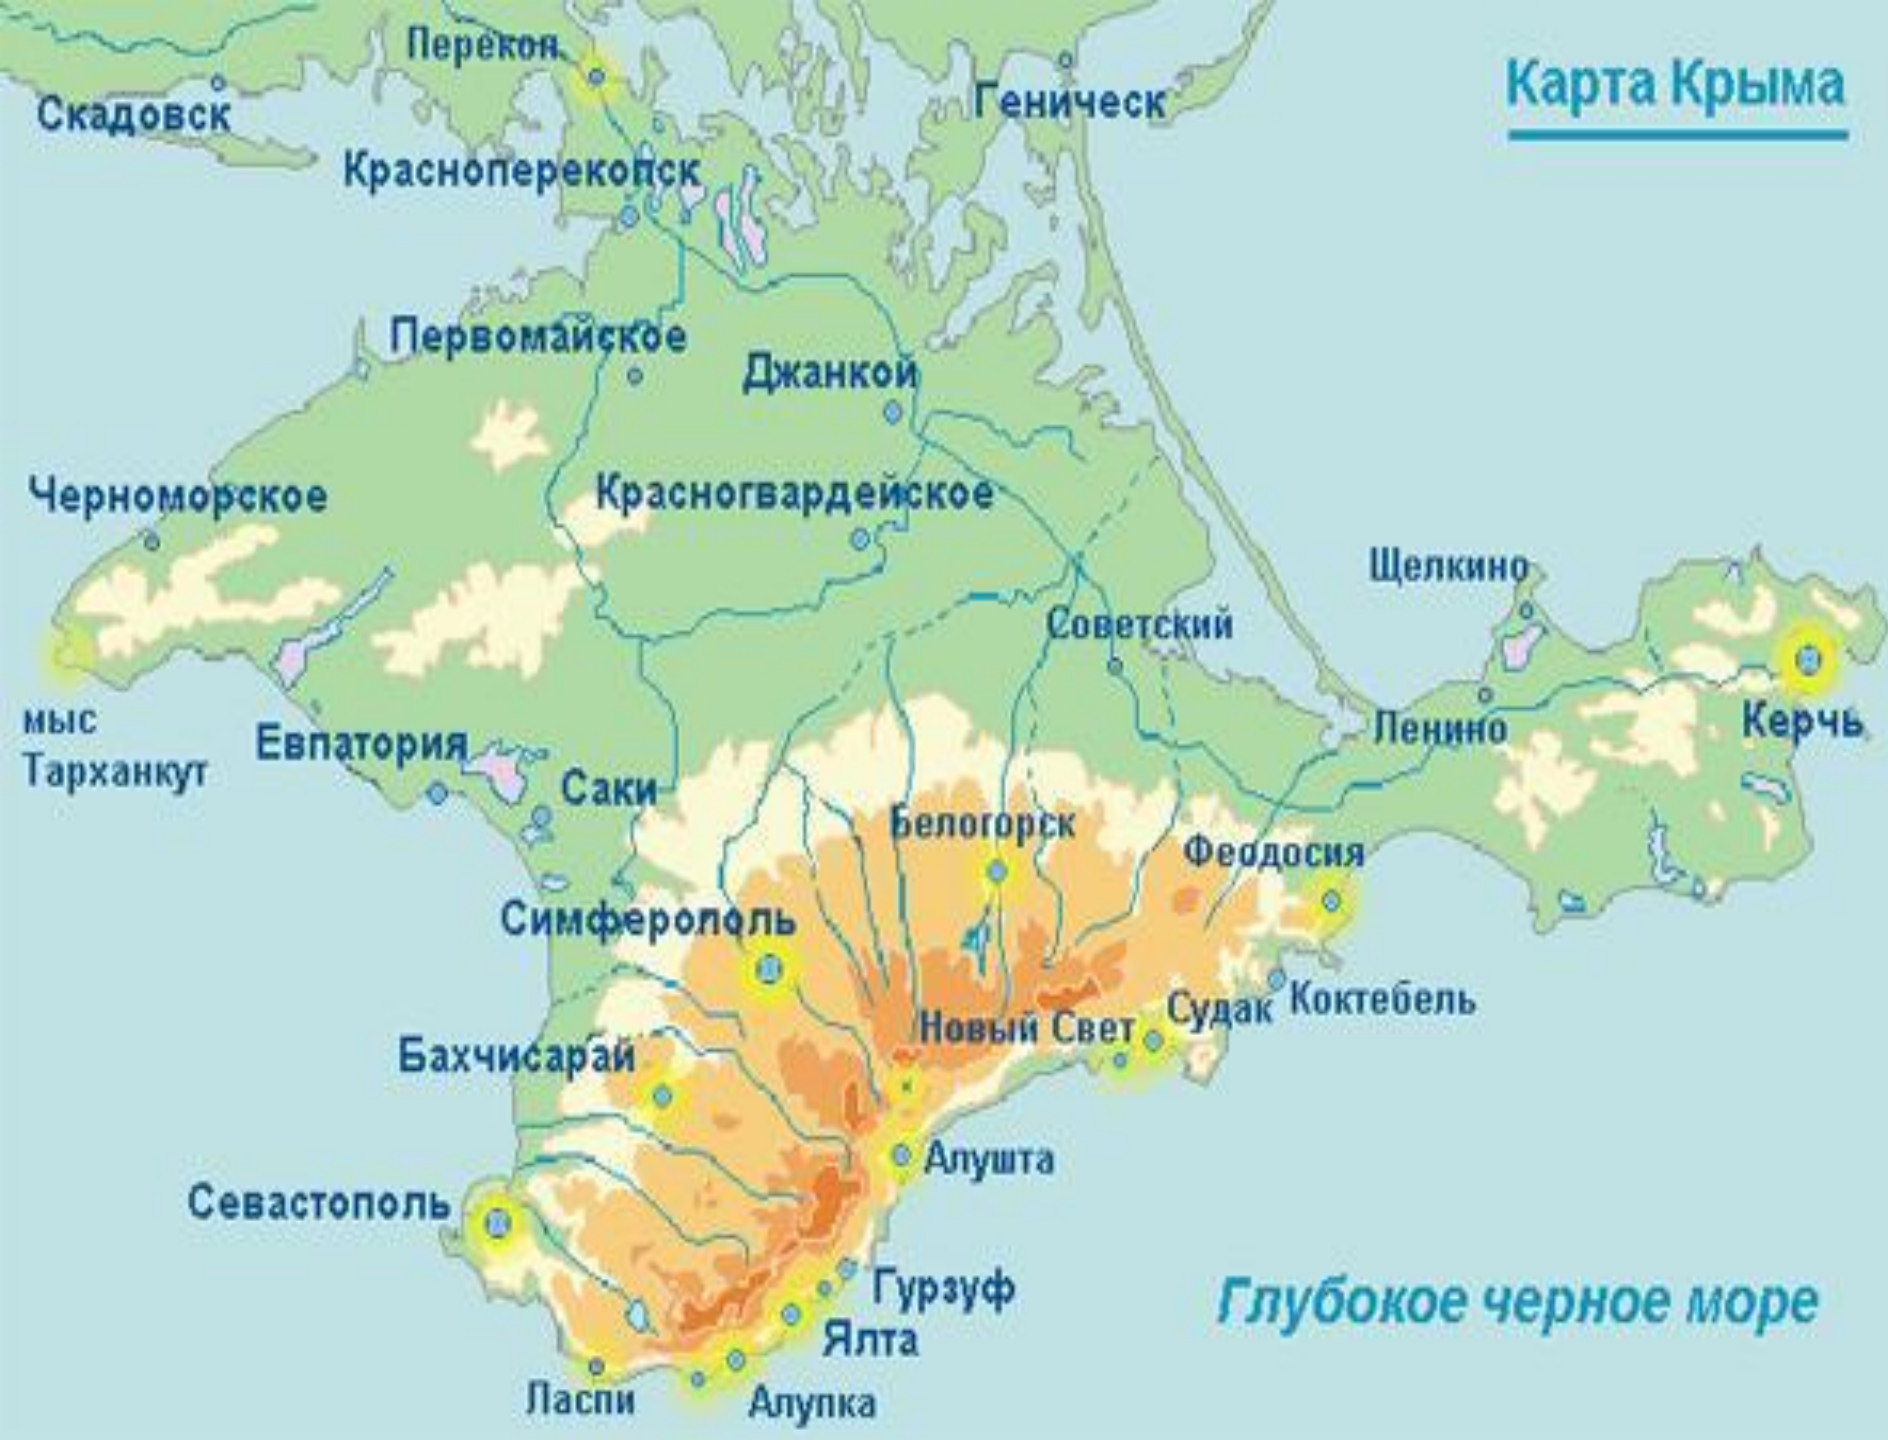 Перекоп
Карта Крыма
Скадовск
Геническ
Красноперекопск
Первомайское
Джанкой
Черноморское
Красногвардейское
Щелкино
Советский
мыс
Тарханкут
Евпатория
Ленино
Керчь
Саки
Белогорск
Феодосия
Симферополь
Судак
Коктебель
Новый Свет
Бахчисарай
Алушта
Севастополь
Гурзуф
Глубокое черное море
Ялта
Ласпи
Алупка